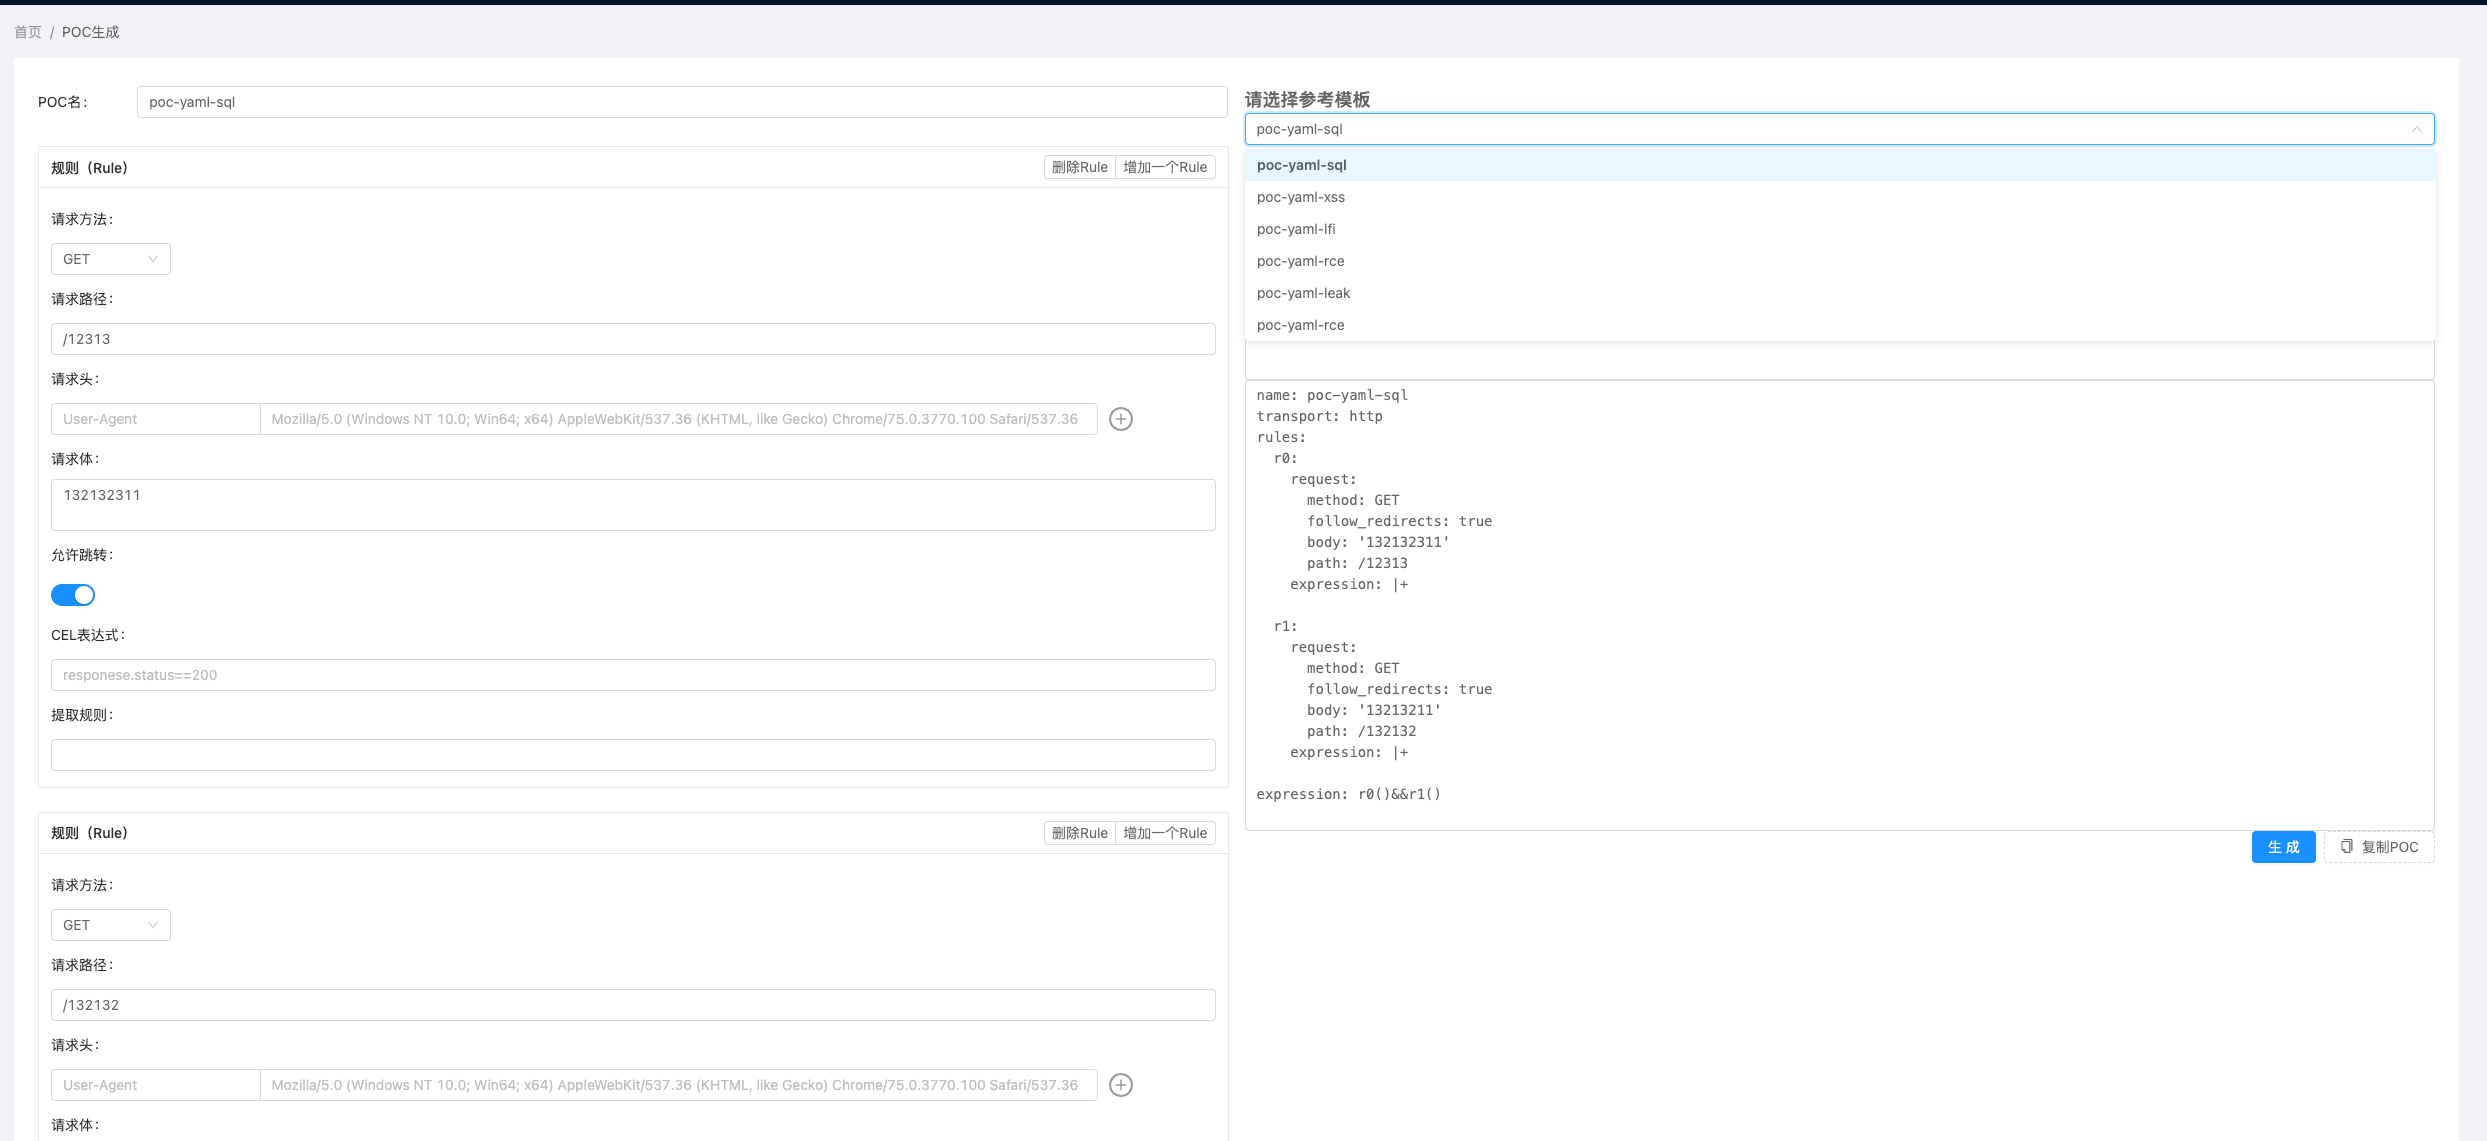 首页 / POC生成
POC名：
poc-yaml-sql
规则（Rule）
删除Rule
增加一个Rule
请求方法：
GET
请求路径：
/12313
请求头：
User-Agent
Mozilla/5.0 (Windows NT 10.0; Win64; x64) AppleWebKit/537.36 (KHTML, like Gecko) Chrome/75.0.3770.100 Safari/537.36
请求体：
132132311
允许跳转：
CEL表达式：
responese.status==200
提取规则：
规则（Rule）
删除Rule
增加一个Rule
请求方法：
GET
请求路径：
/132132
请求头：
User-Agent
Mozilla/5.0 (Windows NT 10.0; Win64; x64) AppleWebKit/537.36 (KHTML, like Gecko) Chrome/75.0.3770.100 Safari/537.36
请求体：
请选择参考模板
poc-yaml-sql
poc-yaml-sql
poc-yaml-xss
poc-yaml-lfi
poc-yaml-rce
poc-yaml-leak
poc-yaml-rce
name: poc-yaml-sql
transport: http
rules:
  r0:
    request:
      method: GET
      follow_redirects: true
      body: '132132311'
      path: /12313
    expression: |+
  r1:
    request:
      method: GET
      follow_redirects: true
      body: '13213211'
      path: /132132
    expression: |+
expression: r0()&&r1()
生 成
复制POC